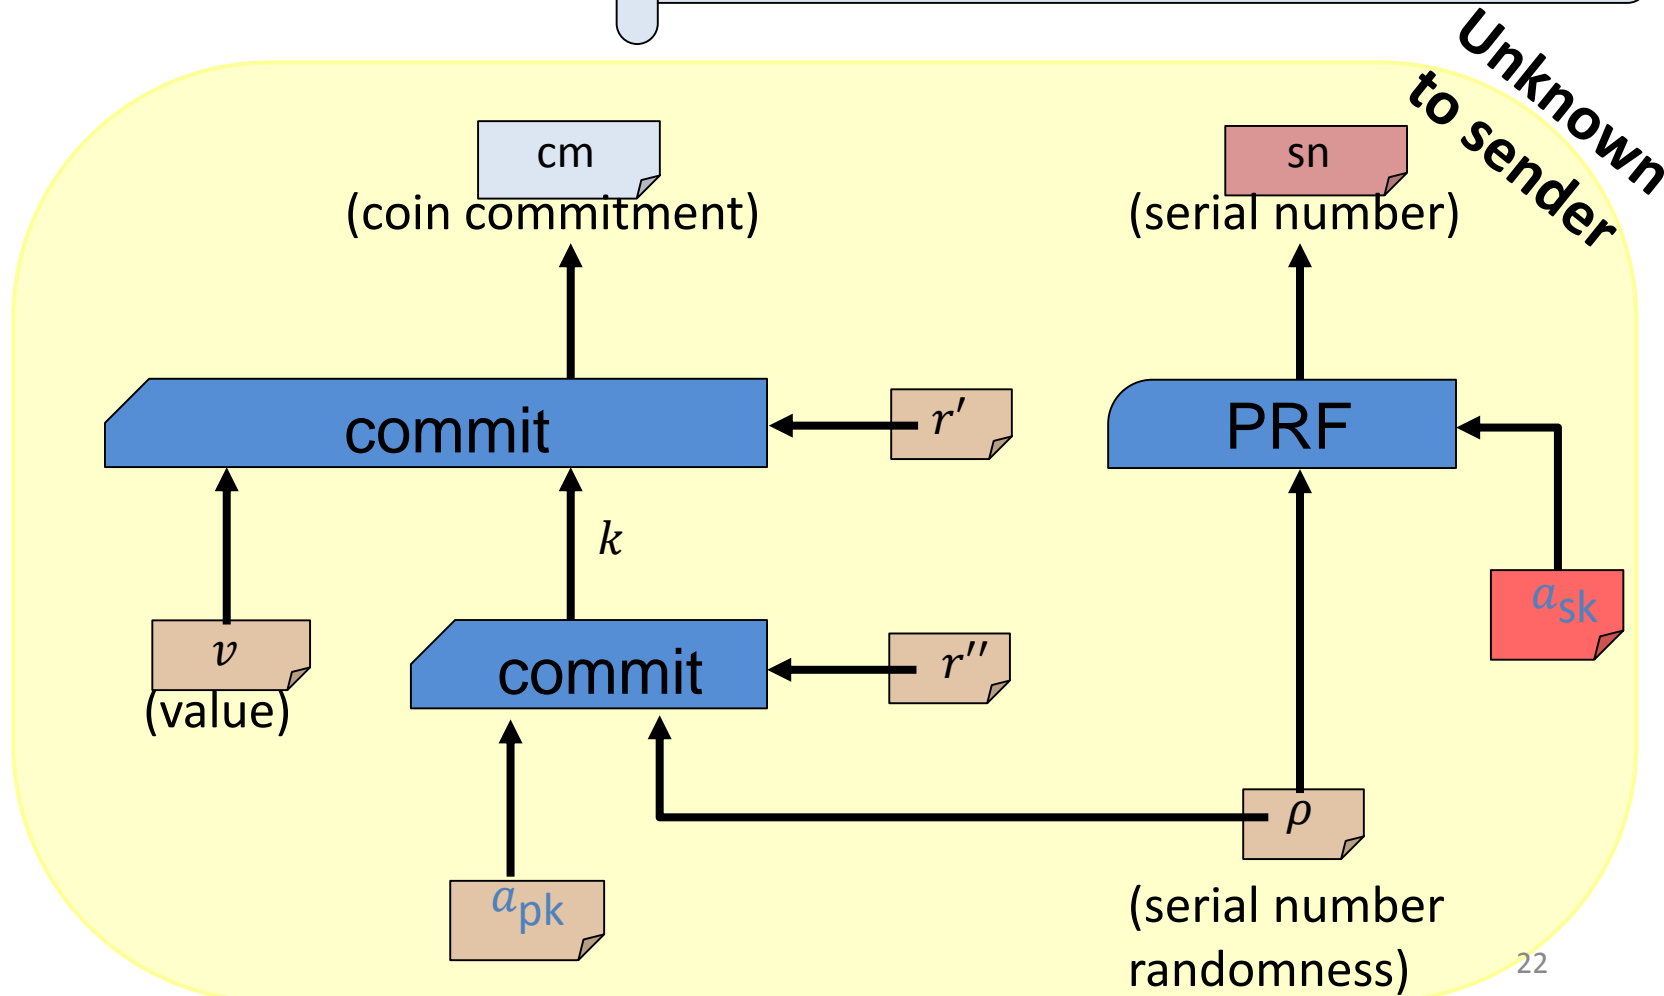 Unknown
to sender
cm
(coin commitment)
sn
(serial number)
commit
r′
PRF
k
a_sk
v
(value)
commit
r′′
ρ
a_pk
(serial number
randomness)
22